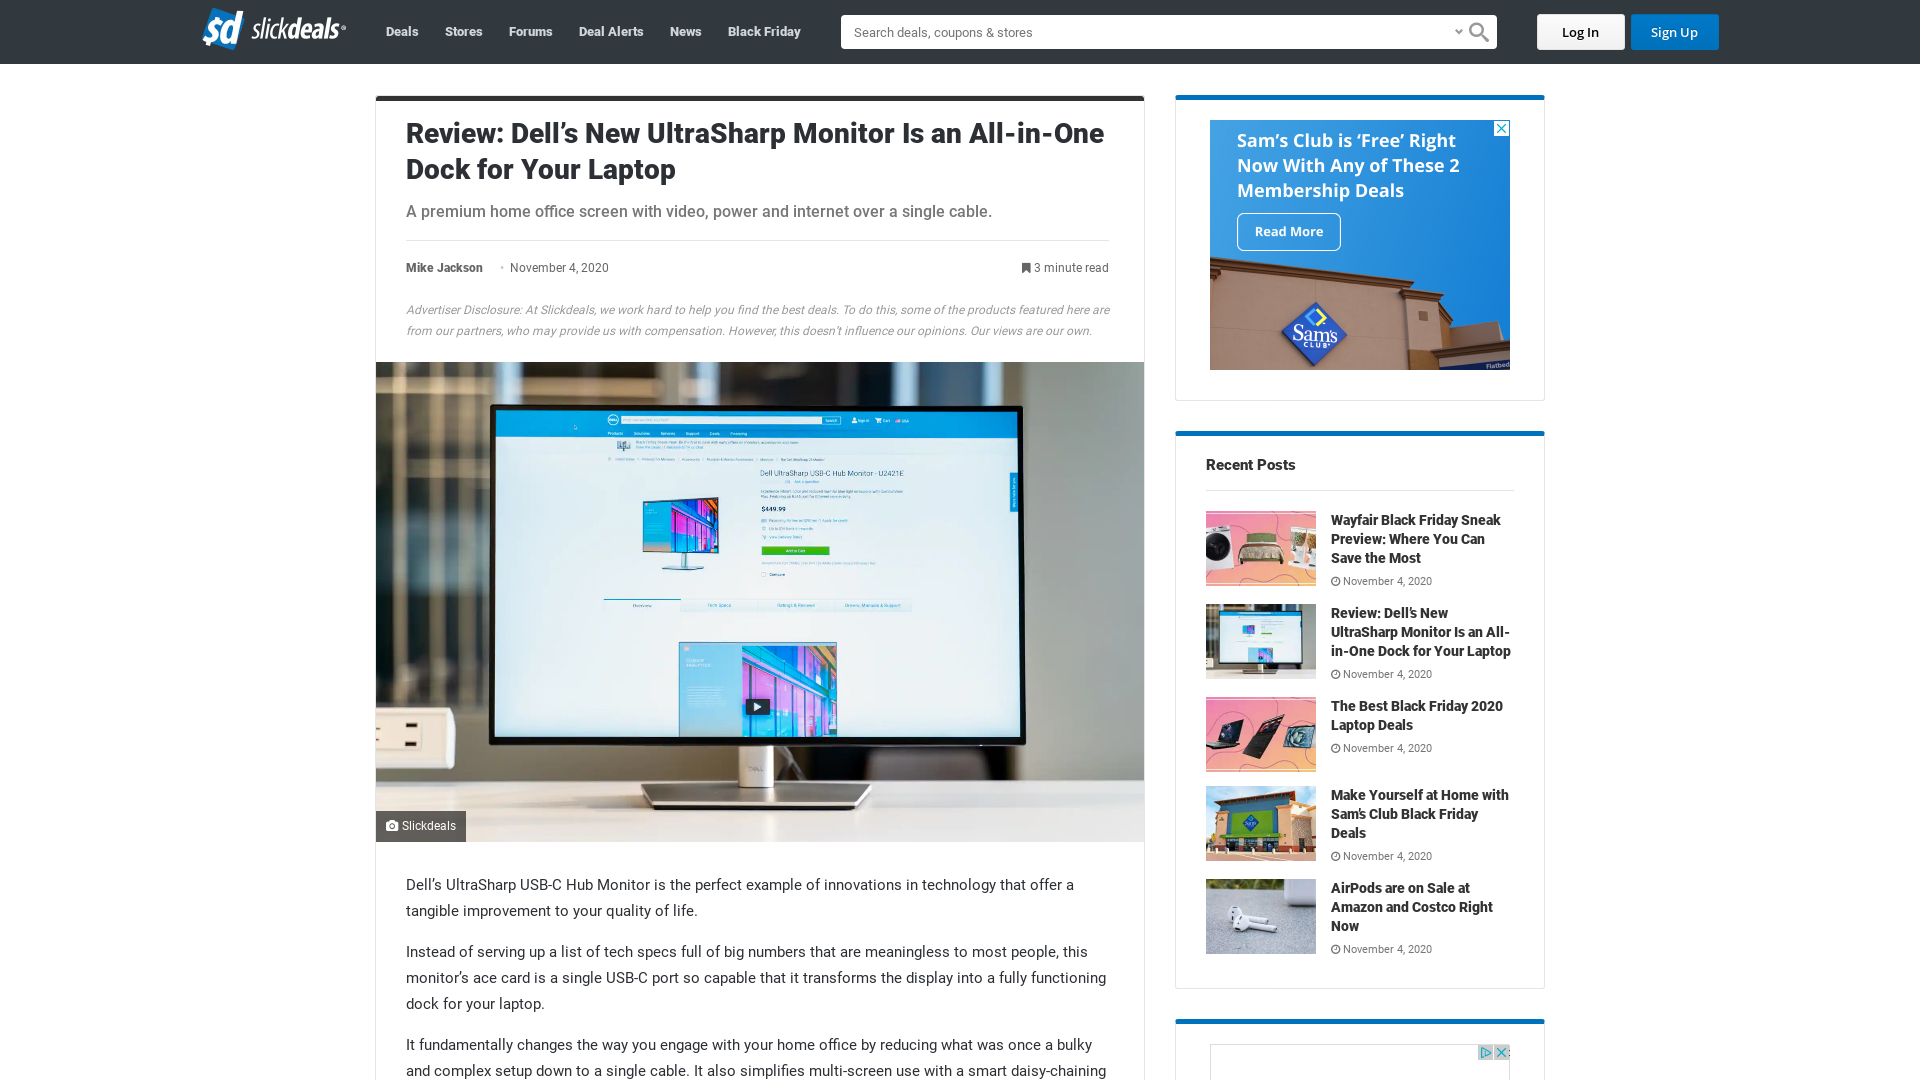 sd slickdeals
Deals
Stores
Forums
Deal Alerts
News
Black Friday
Search deals, coupons & stores
Log In
Sign Up
Review: Dell’s New UltraSharp Monitor Is an All-in-One
Dock for Your Laptop
A premium home office screen with video, power and internet over a single cable.
Mike Jackson
• November 4, 2020
3 minute read
Advertiser Disclosure: At Slickdeals, we work hard to help you find the best deals. To do this, some of the products featured here are
from our partners, who may provide us with compensation. However, this doesn’t influence our opinions. Our views are our own.
Dell UltraSharp USB-C Hub Monitor - U2421E
$449.99
Add to Cart
Compare
Overview
Tech Specs
Ratings & Reviews
DELL
Slickdeals
Dell’s UltraSharp USB-C Hub Monitor is the perfect example of innovations in technology that offer a
tangible improvement to your quality of life.
Instead of serving up a list of tech specs full of big numbers that are meaningless to most people, this
monitor’s ace card is a single USB-C port so capable that it transforms the display into a fully functioning
dock for your laptop.
It fundamentally changes the way you engage with your home office by reducing what was once a bulky
and complex setup down to a single cable. It also simplifies multi-screen use with a smart daisy-chaining
Sam’s Club is ‘Free’ Right
Now With Any of These 2
Membership Deals
Read More
Sam's
CLUB
Flatbed
Recent Posts
Wayfair Black Friday Sneak
Preview: Where You Can
Save the Most
November 4, 2020
Review: Dell’s New
UltraSharp Monitor Is an All-
in-One Dock for Your Laptop
November 4, 2020
The Best Black Friday 2020
Laptop Deals
November 4, 2020
Make Yourself at Home with
Sam’s Club Black Friday
Deals
November 4, 2020
AirPods are on Sale at
Amazon and Costco Right
Now
November 4, 2020